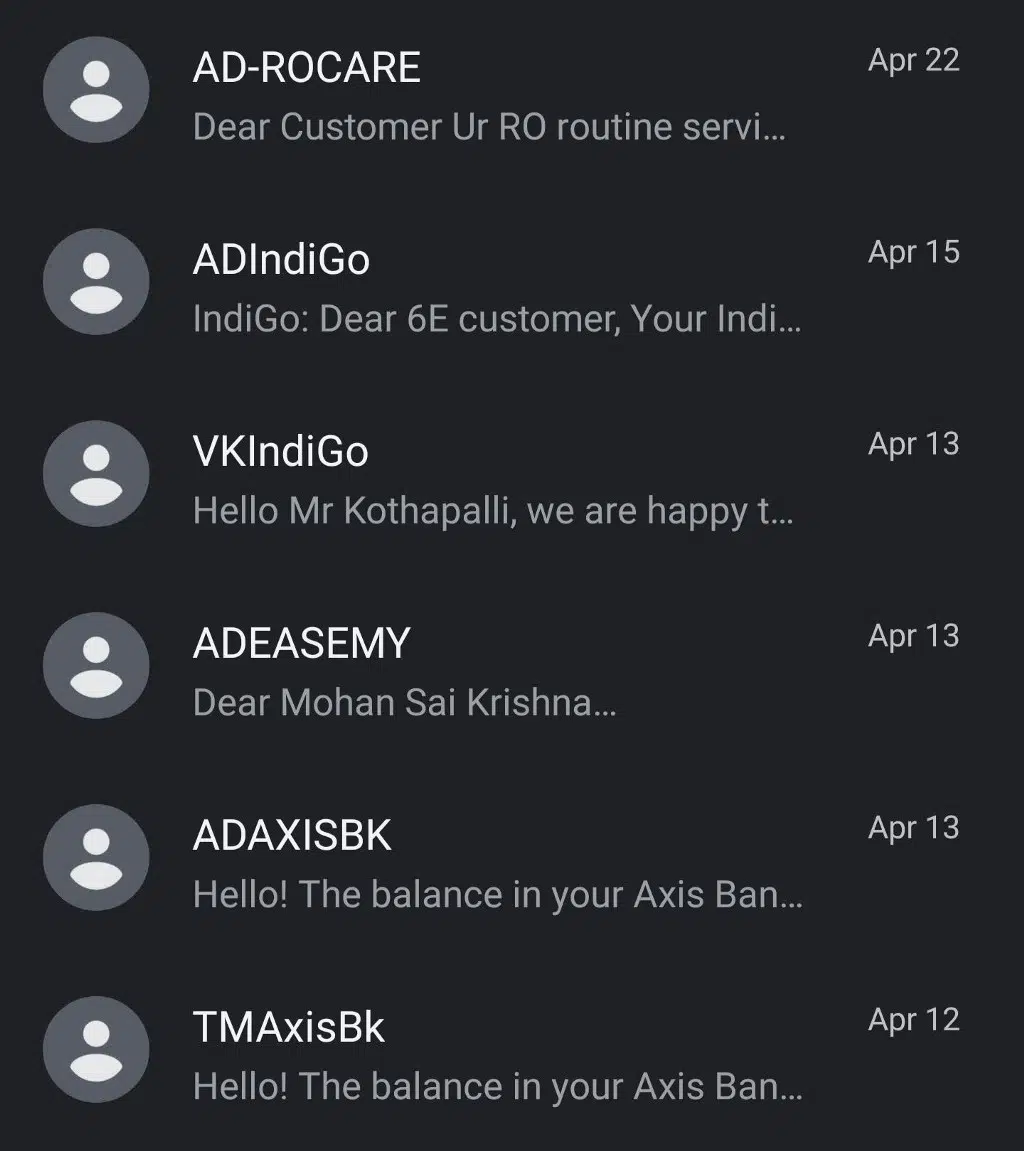 AD-ROCARE
Apr 22
Dear Customer Ur RO routine servi...
ADIndiGo
Apr 15
IndiGo: Dear 6E customer, Your Indi...
VKIndiGo
Apr 13
Hello Mr Kothapalli, we are happy t...
ADEASEMY
Apr 13
Dear Mohan Sai Krishna...
ADAXISBK
Apr 13
Hello! The balance in your Axis Ban...
TMAxisBk
Apr 12
Hello! The balance in your Axis Ban...